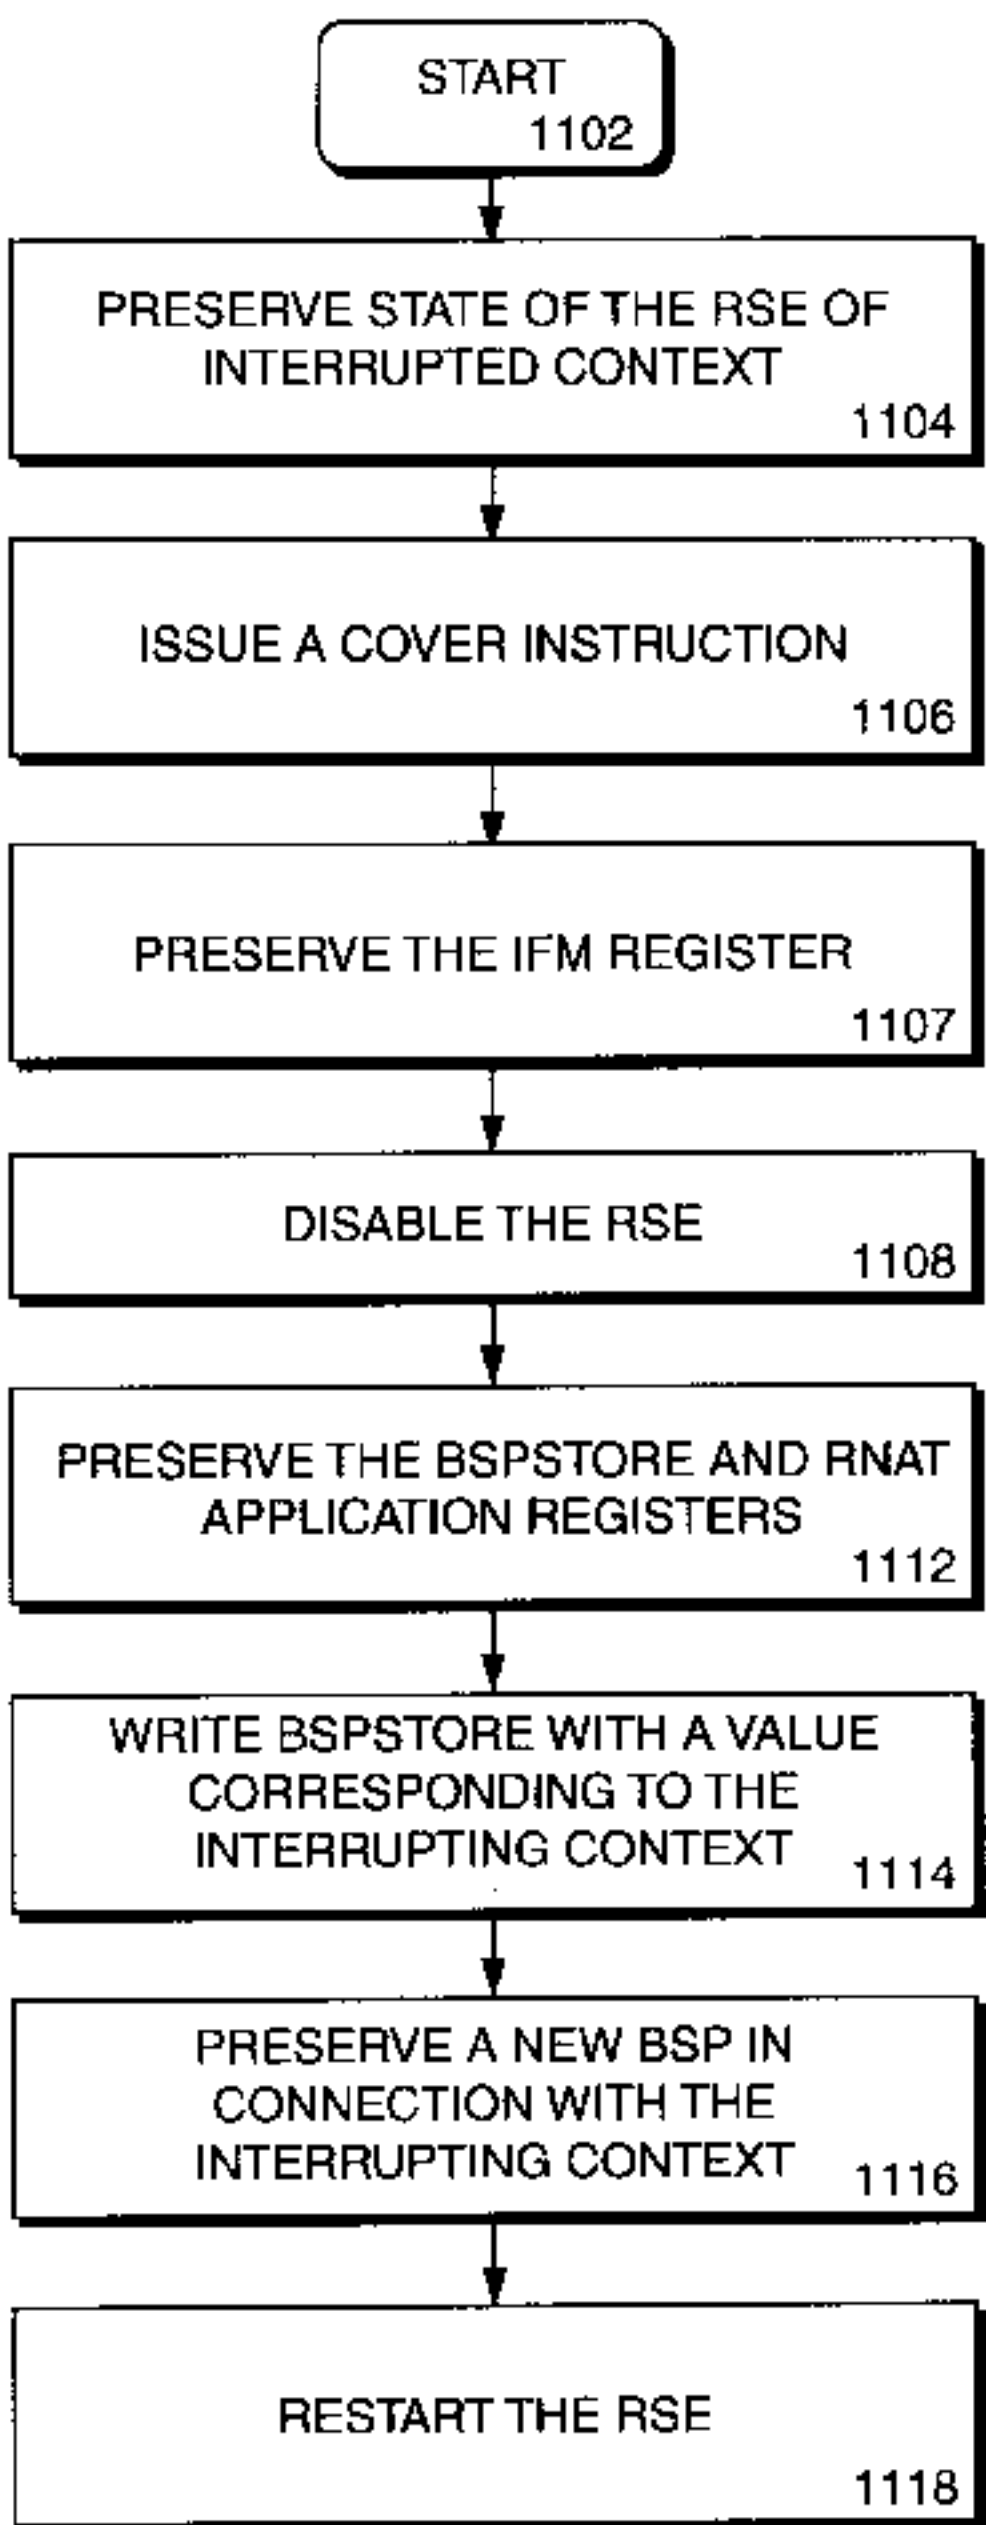 START
1102
PRESERVE STATE OF THE RSE OF
INTERRUPTED CONTEXT
1104
ISSUE A COVER INSTRUCTION
1106
PRESERVE THE IFM REGISTER
1107
DISABLE THE RSE
1108
PRESERVE THE BSPSTORE AND RNAT
APPLICATION REGISTERS
1112
WRITE BSPSTORE WITH A VALUE
CORRESPONDING TO THE
INTERRUPTING CONTEXT
1114
PRESERVE A NEW BSP IN
CONNECTION WITH THE
INTERRUPTING CONTEXT
1116
RESTART THE RSE
1118